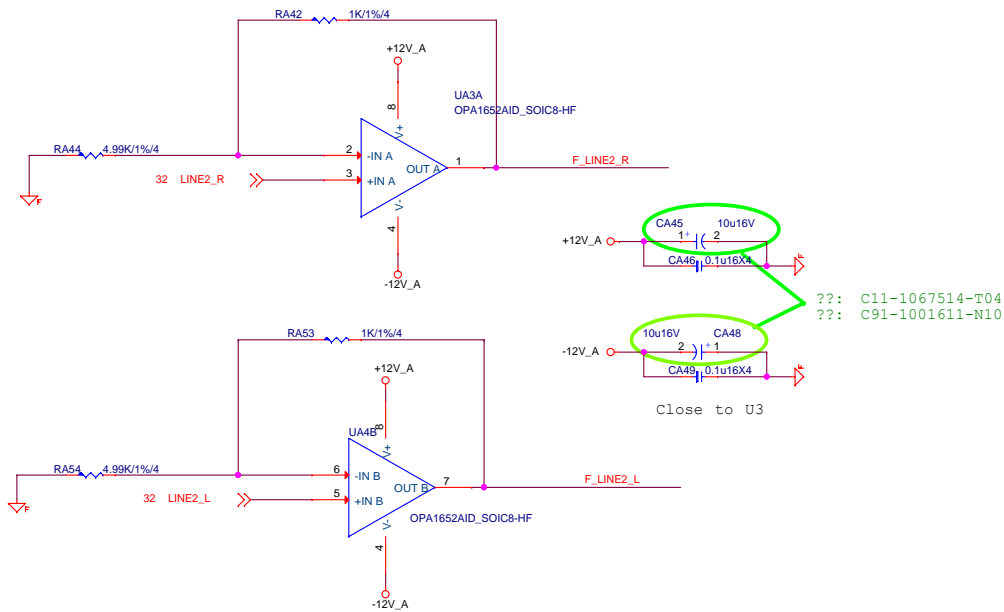 RA42 1K/1%/4
+12V_A
8
V+
UA3A
OPA1652AID_SOIC8-HF
RA44 4.99K/1%/4
2 -IN A
OUT A 1 F_LINE2_R
32 LINE2_R 3 +IN A
F
V-
4
-12V_A
CA45 10u16V
+12V_A 1 + 2
CA46 0.1u16X4 F
??: C11-1067514-T04
??: C91-1001611-N10
10u16V CA48
-12V_A 2 + 1
CA49 0.1u16X4 F
Close to U3
RA53 1K/1%/4
+12V_A
8
V+
UA4B
RA54 4.99K/1%/4
6 -IN B
OUT B 7 F_LINE2_L
32 LINE2_L 5 +IN B
F
OPA1652AID_SOIC8-HF
V-
4
-12V_A